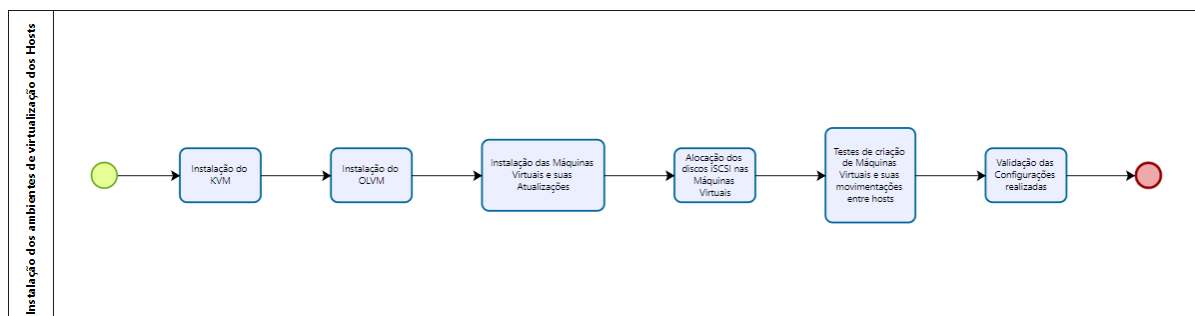 Instalação dos ambientes de virtualização dos Hosts
Instalação do
KVM
Instalação do
OLVM
Instalação das Máquinas
Virtuais e suas
Atualizações
Alocação dos
discos iSCSI nas
Máquinas
Virtuais
Testes de criação
de Máquinas
Virtuais e suas
movimentações
entre hosts
Validação das
Configurações
realizadas